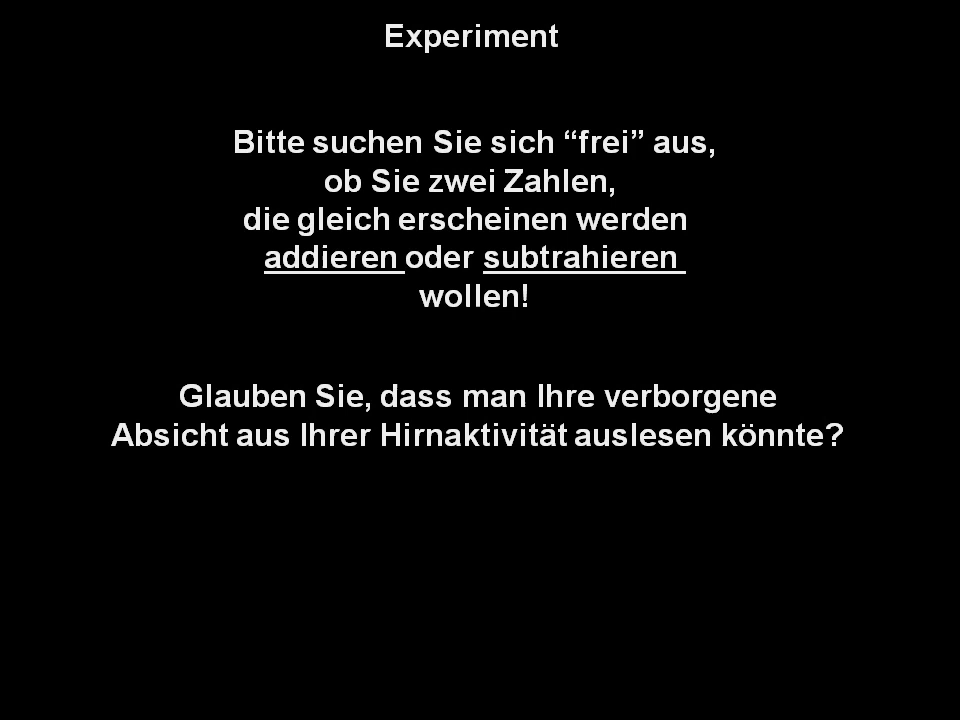 Experiment
Bitte suchen Sie sich “frei” aus,
ob Sie zwei Zahlen,
die gleich erscheinen werden
addieren oder subtrahieren
wollen!
Glauben Sie, dass man Ihre verborgene
Absicht aus Ihrer Hirnaktivität auslesen könnte?